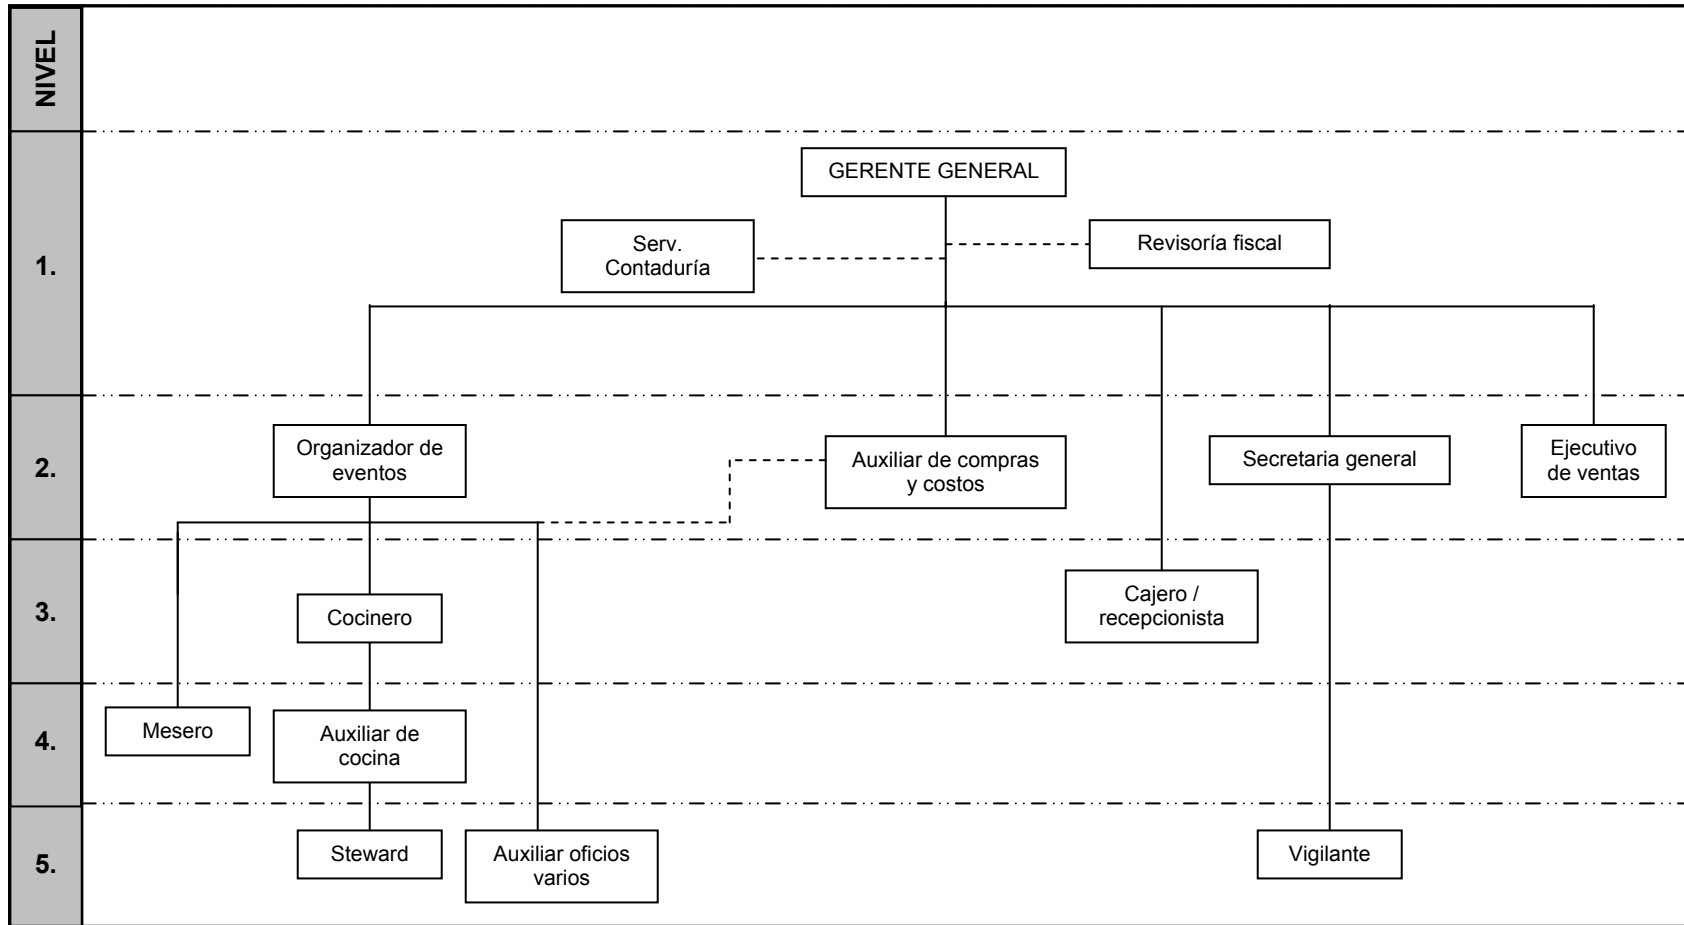 NIVEL
1.
GERENTE GENERAL
Serv.
Contaduría
Revisoría fiscal
2.
Organizador de
eventos
Auxiliar de compras
y costos
Secretaria general
Ejecutivo
de ventas
3.
Cocinero
Cajero /
recepcionista
4.
Mesero
Auxiliar de
cocina
5.
Steward
Auxiliar oficios
varios
Vigilante